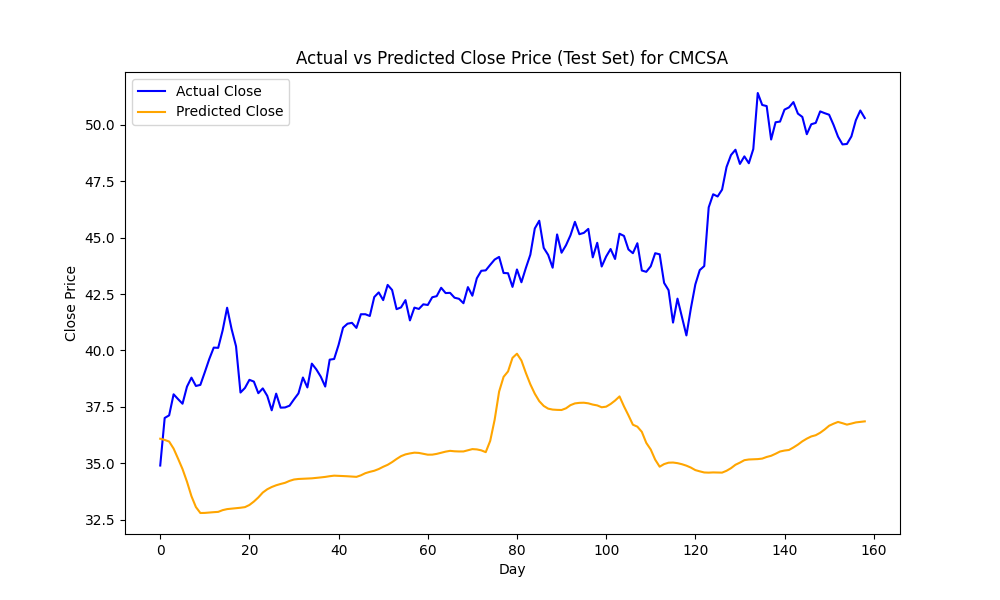 Actual vs Predicted Close Price (Test Set) for CMCSA
Actual Close
Predicted Close
50.0
47.5
45.0
42.5
40.0
37.5
35.0
32.5
Close Price
0 20 40 60 80 100 120 140 160
Day